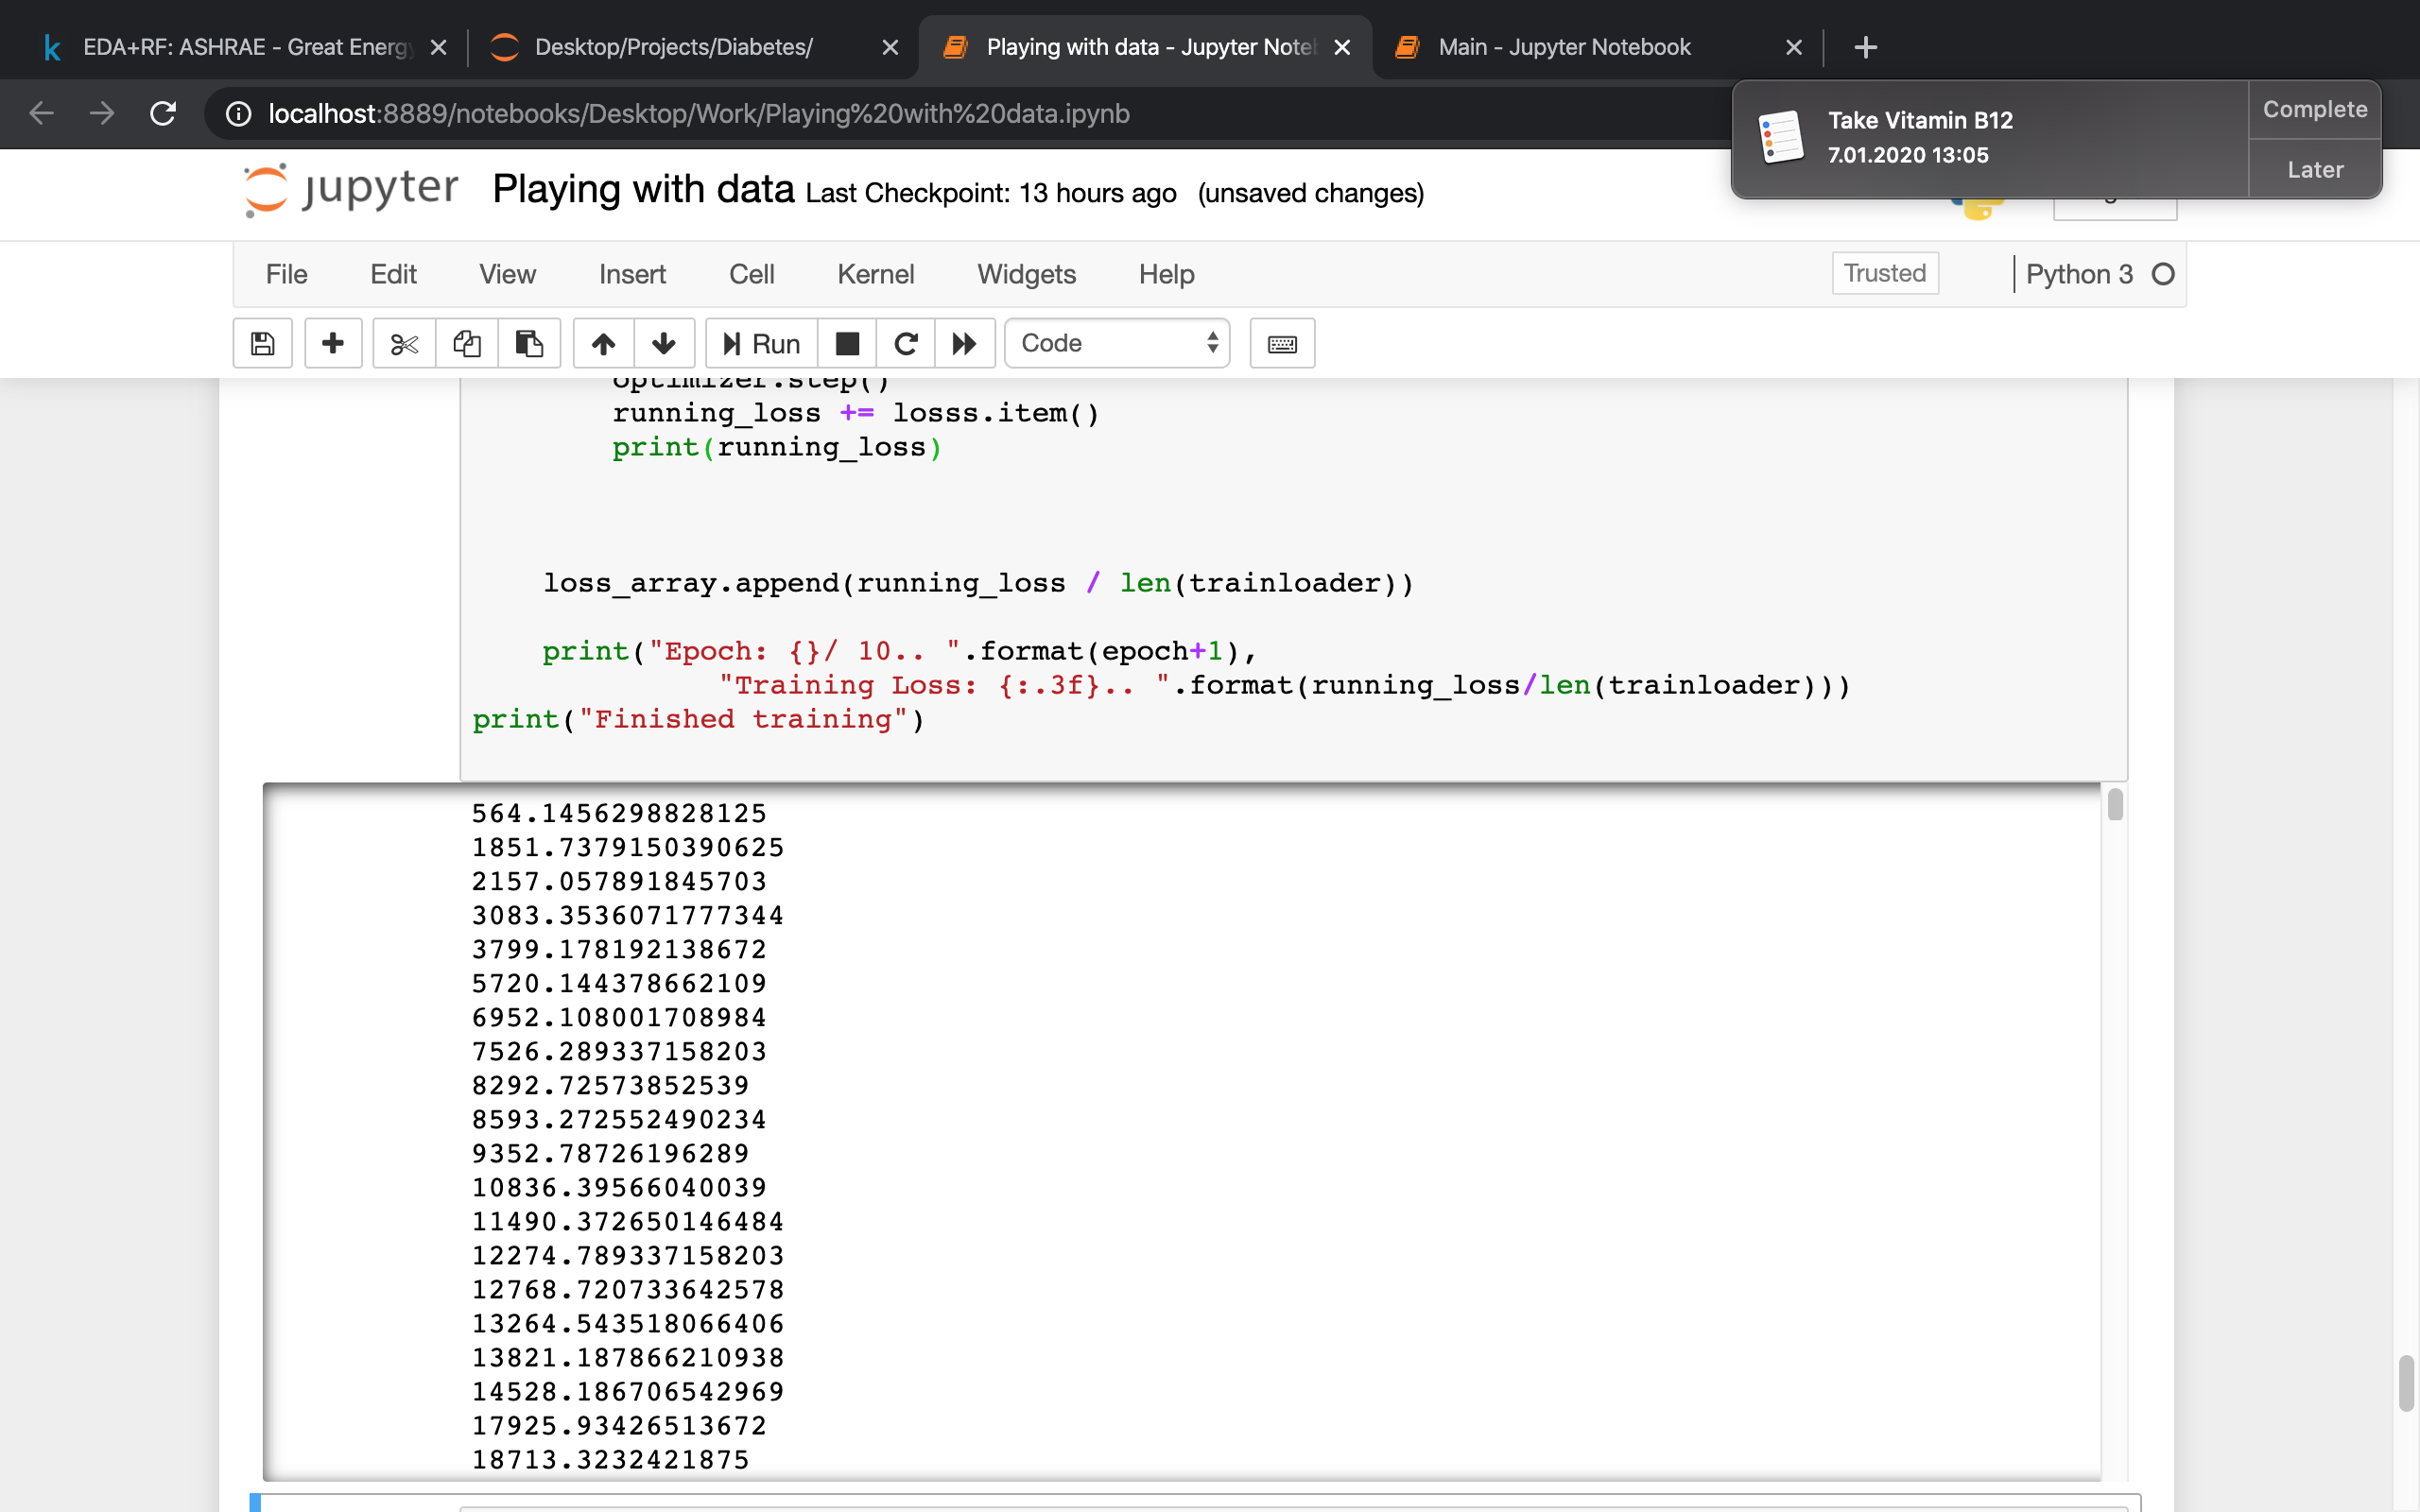 EDA+RF: ASHRAE - Great Energy
Desktop/Projects/Diabetes/
Playing with data - Jupyter Note
Main - Jupyter Notebook
localhost:8889/notebooks/Desktop/Work/Playing%20with%20data.ipynb
Take Vitamin B12
7.01.2020 13:05
Complete
Later
jupyter Playing with data Last Checkpoint: 13 hours ago (unsaved changes)
File Edit View Insert Cell Kernel Widgets Help Trusted Python 3
Run Code
optimizer.step()
running_loss += losss.item()
print(running_loss)
loss_array.append(running_loss / len(trainloader))
print("Epoch: {}/ 10.. ".format(epoch+1),
"Training Loss: {:.3f}.. ".format(running_loss/len(trainloader)))
print("Finished training")
564.1456298828125
1851.7379150390625
2157.057891845703
3083.3536071777344
3799.178192138672
5720.144378662109
6952.108001708984
7526.289337158203
8292.72573852539
8593.272552490234
9352.78726196289
10836.39566040039
11490.372650146484
12274.789337158203
12768.720733642578
13264.543518066406
13821.187866210938
14528.186706542969
17925.93426513672
18713.3232421875